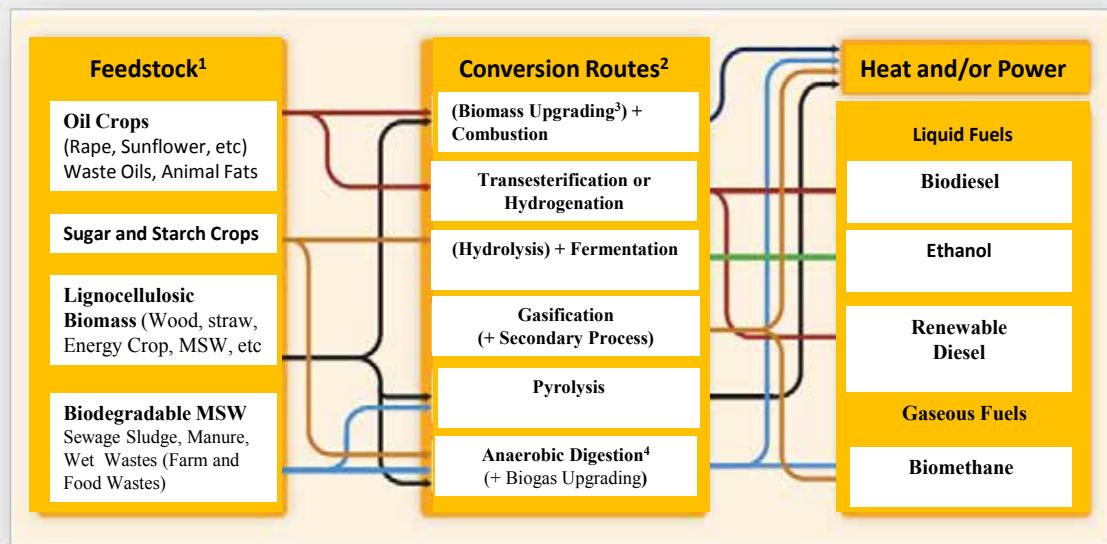 Feedstock¹
Oil Crops
(Rape, Sunflower, etc)
Waste Oils, Animal Fats
Sugar and Starch Crops
Lignocellulosic
Biomass (Wood, straw,
Energy Crop, MSW, etc
Biodegradable MSW
Sewage Sludge, Manure,
Wet Wastes (Farm and
Food Wastes)
Conversion Routes²
(Biomass Upgrading³) +
Combustion
Transesterification or
Hydrogenation
(Hydrolysis) + Fermentation
Gasification
(+ Secondary Process)
Pyrolysis
Anaerobic Digestion⁴
(+ Biogas Upgrading)
Heat and/or Power
Liquid Fuels
Biodiesel
Ethanol
Renewable
Diesel
Gaseous Fuels
Biomethane